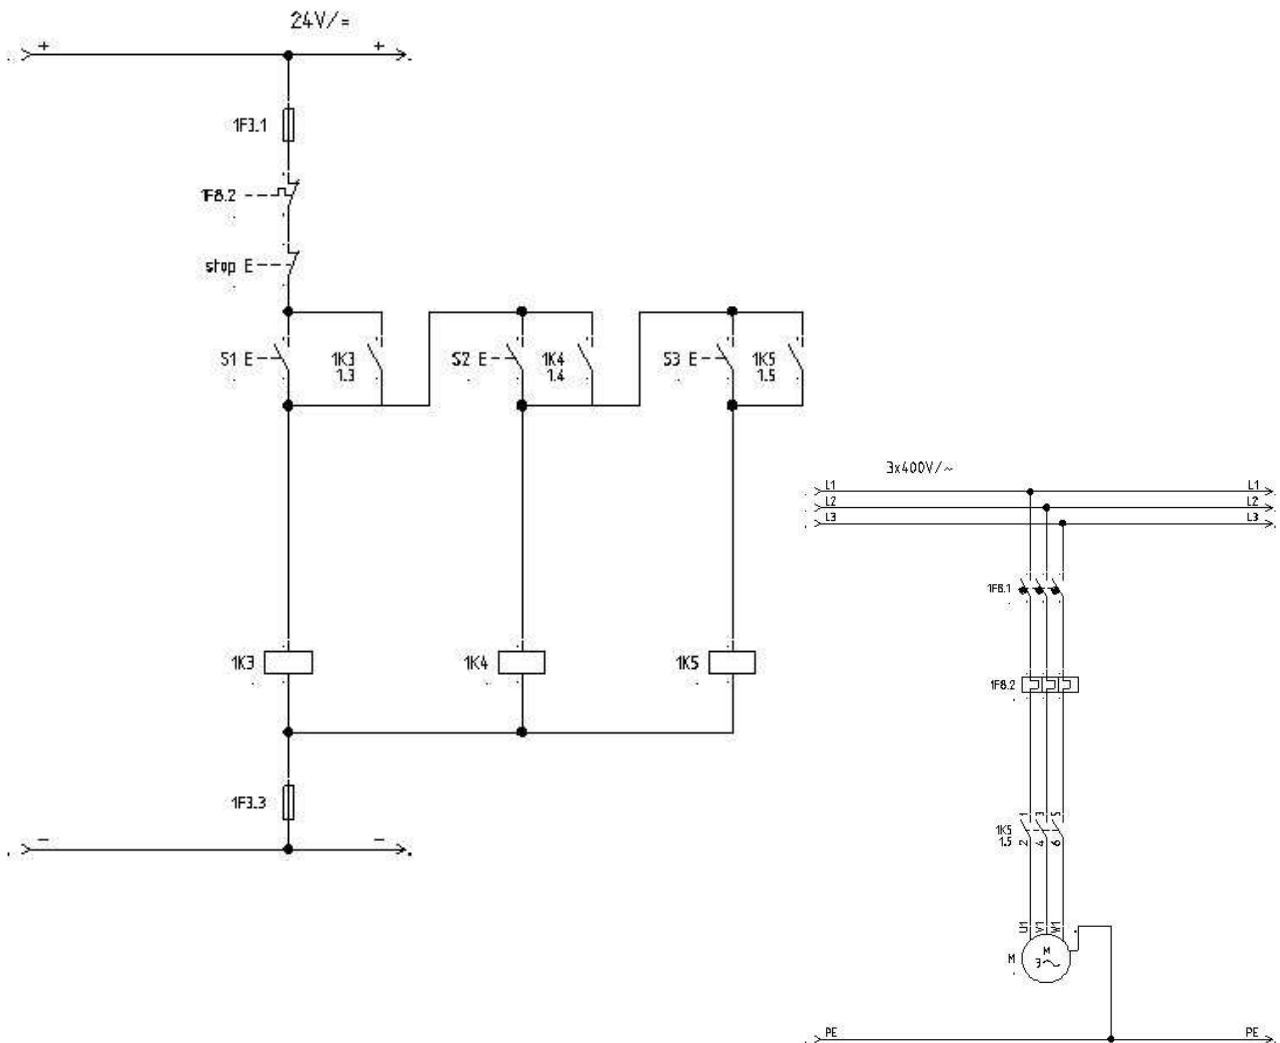 24V/=
+ +
1F3.1
1F8.2
stop E
S1 E 1K3 S2 E 1K4 S3 E 1K5
1.3 1.4 1.5
3x400V/~
L1 L1
L2 L2
L3 L3
1F8.1
1K3 1K4 1K5
1F8.2
1F3.3
1 3 5
1K5
1.5 2 4 6
- -
U1 V1 W1
M M
3~
PE PE